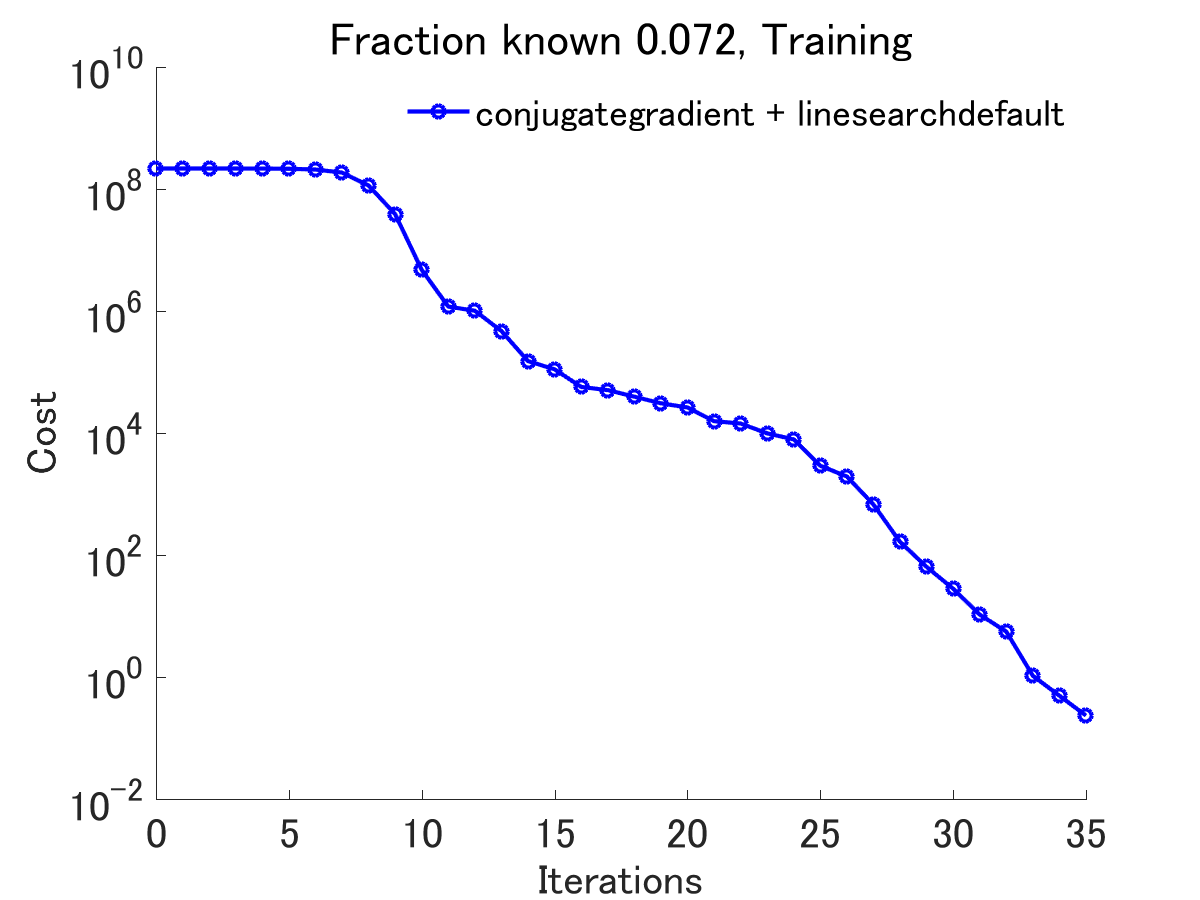 Fraction known 0.072, Training
conjugategradient + linesearchdefault
10^10
10^8
10^6
10^4
10^2
10^0
10^-2
Cost
0 5 10 15 20 25 30 35
Iterations